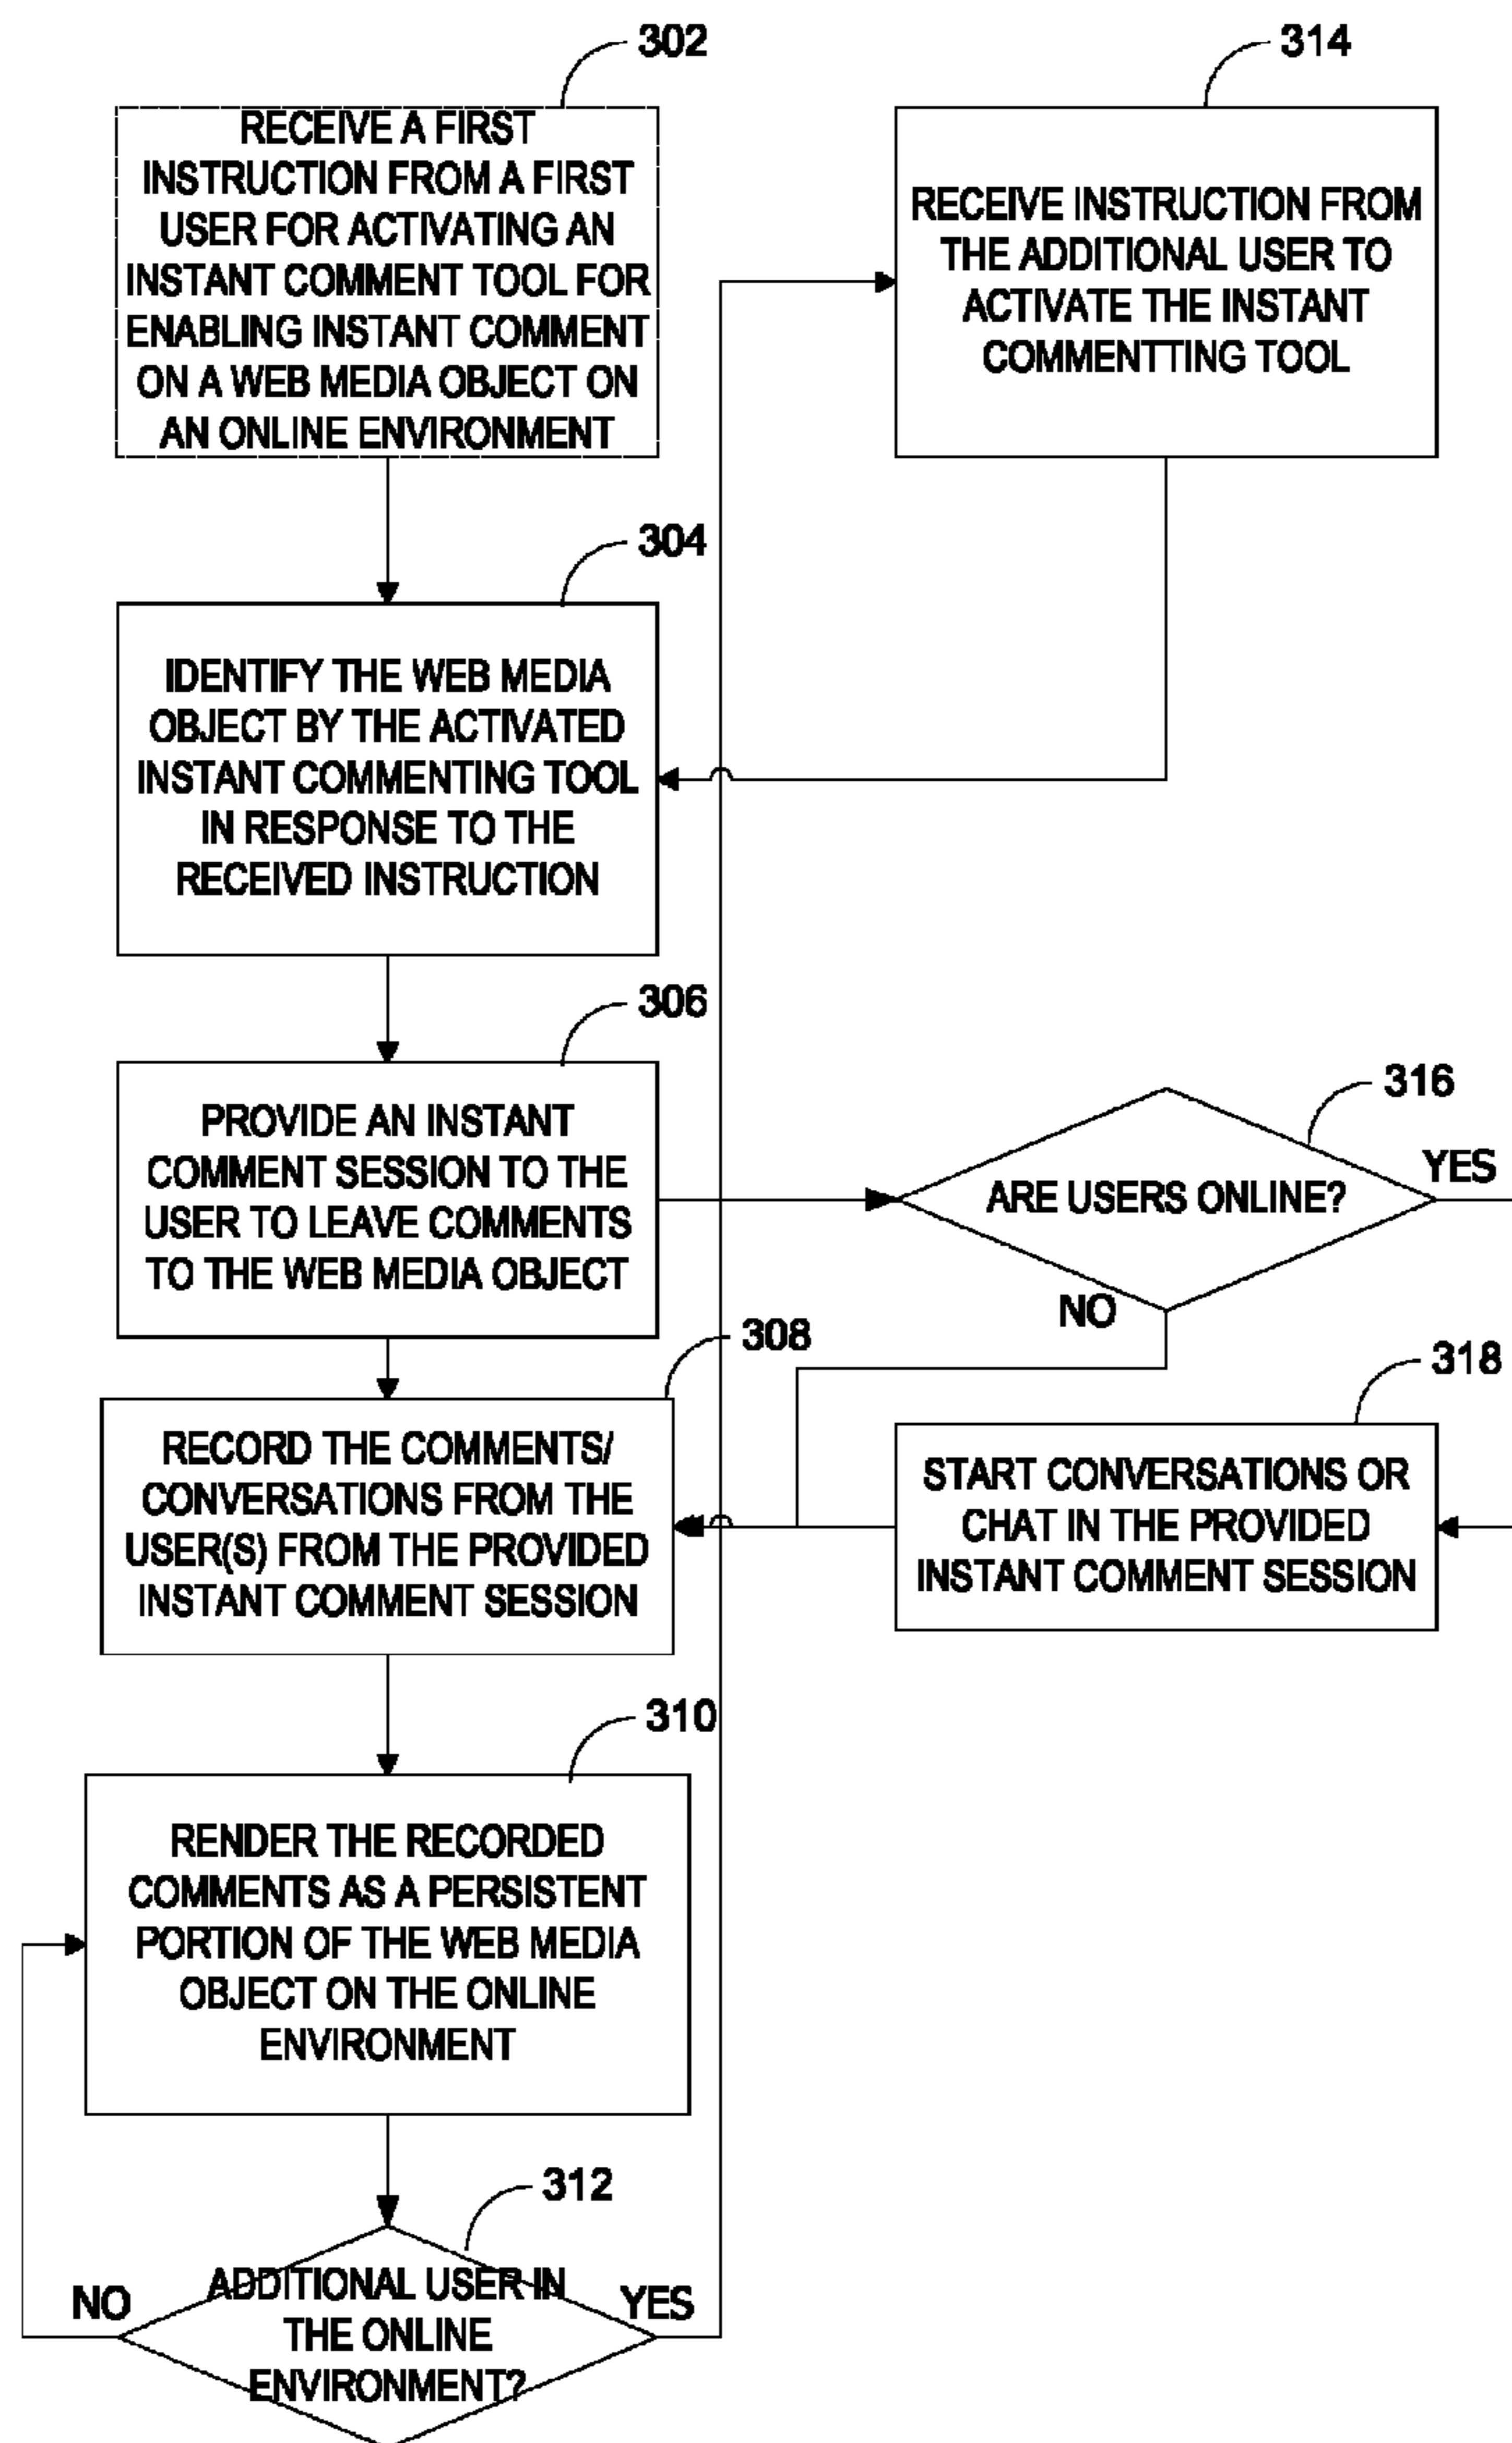 302
RECEIVE A FIRST
INSTRUCTION FROM A FIRST
USER FOR ACTIVATING AN
INSTANT COMMENT TOOL FOR
ENABLING INSTANT COMMENT
ON A WEB MEDIA OBJECT ON
AN ONLINE ENVIRONMENT
314
RECEIVE INSTRUCTION FROM
THE ADDITIONAL USER TO
ACTIVATE THE INSTANT
COMMENTTING TOOL
304
IDENTIFY THE WEB MEDIA
OBJECT BY THE ACTIVATED
INSTANT COMMENTING TOOL
IN RESPONSE TO THE
RECEIVED INSTRUCTION
306
PROVIDE AN INSTANT
COMMENT SESSION TO THE
USER TO LEAVE COMMENTS
TO THE WEB MEDIA OBJECT
316
ARE USERS ONLINE?
YES
NO
308
RECORD THE COMMENTS/
CONVERSATIONS FROM THE
USER(S) FROM THE PROVIDED
INSTANT COMMENT SESSION
318
START CONVERSATIONS OR
CHAT IN THE PROVIDED
INSTANT COMMENT SESSION
310
RENDER THE RECORDED
COMMENTS AS A PERSISTENT
PORTION OF THE WEB MEDIA
OBJECT ON THE ONLINE
ENVIRONMENT
312
ADDITIONAL USER IN
THE ONLINE
ENVIRONMENT?
NO
YES